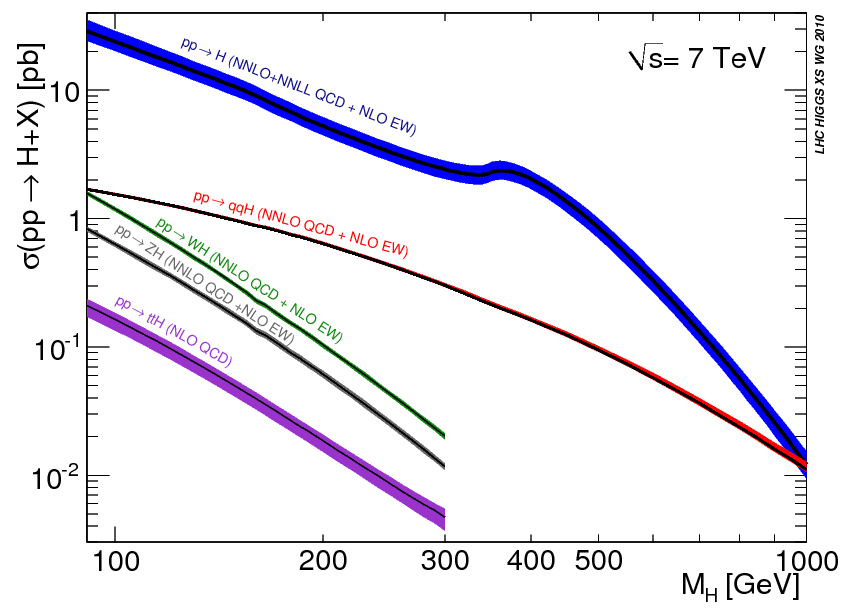 σ(pp → H+X) [pb]
√s= 7 TeV
LHC HIGGS XS WG 2010
pp→ H (NNLO+NNLL QCD + NLO EW)
pp→ qqH (NNLO QCD + NLO EW)
pp→ WH (NNLO QCD + NLO EW)
pp→ ZH (NNLO QCD +NLO EW)
pp→ ttH (NLO QCD)
10
1
10⁻¹
10⁻²
100 200 300 400 500 1000
M_H [GeV]